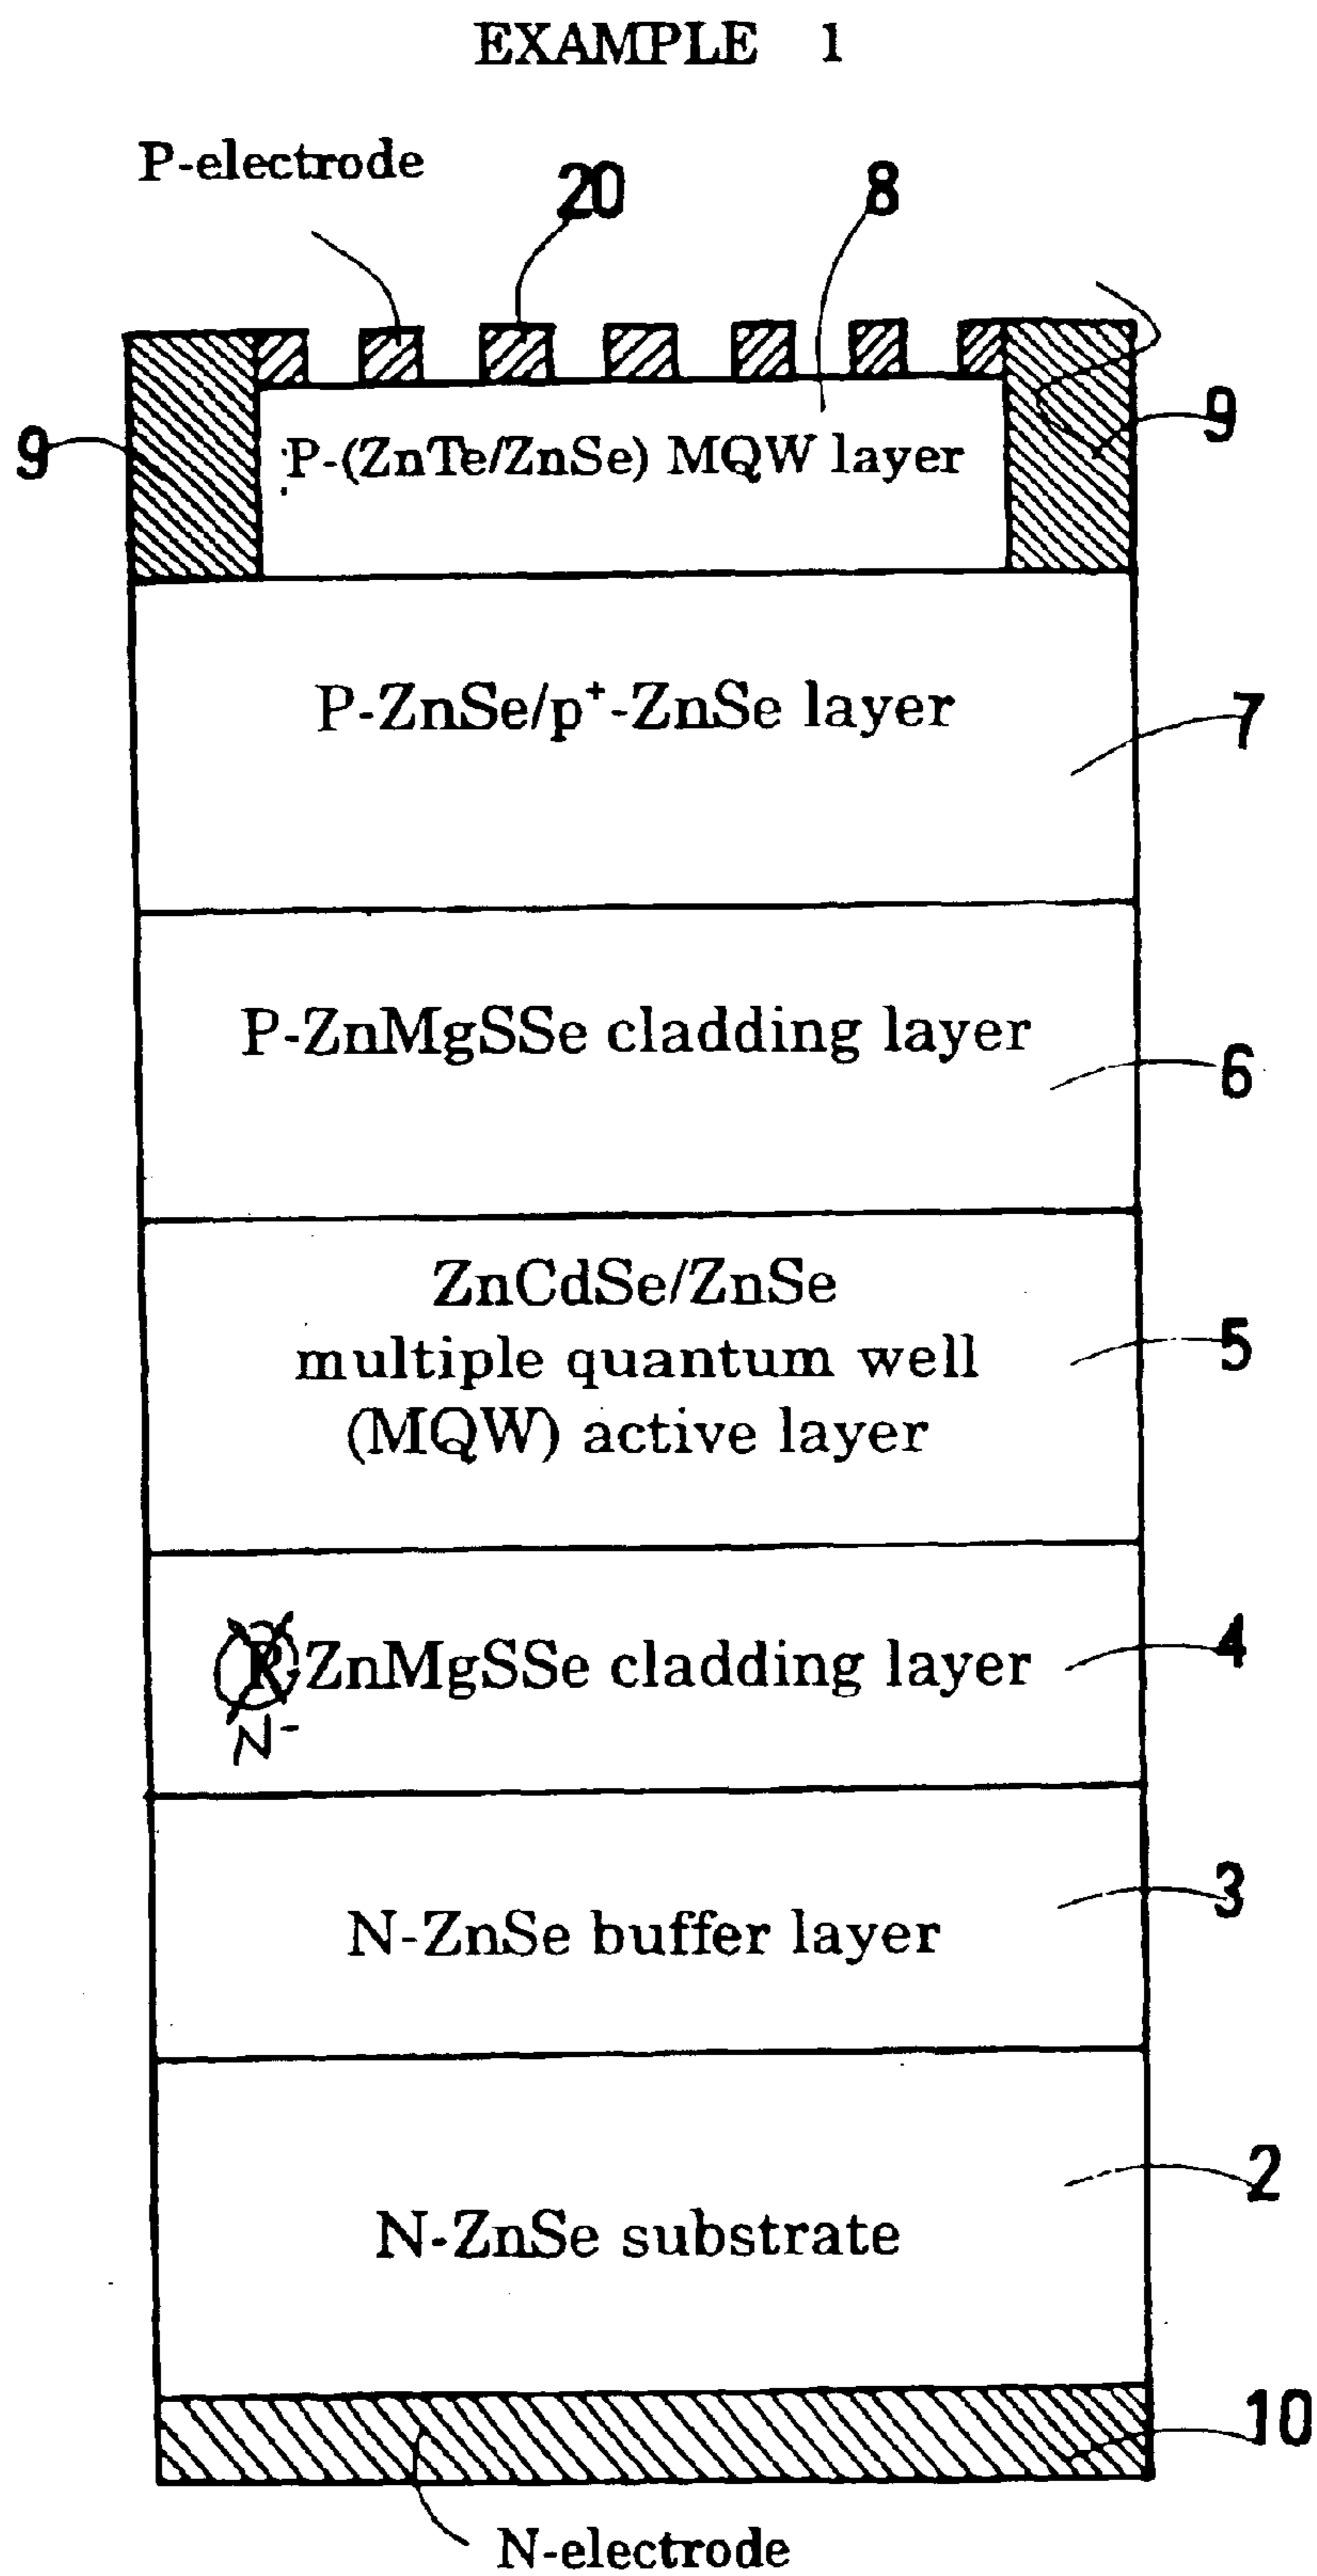 EXAMPLE 1
P-electrode
20
8
9
9
P-(ZnTe/ZnSe) MQW layer
P-ZnSe/p⁺-ZnSe layer
7
P-ZnMgSSe cladding layer
6
ZnCdSe/ZnSe
multiple quantum well
5
(MQW) active layer
P-ZnMgSSe cladding layer
4
N-
3
N-ZnSe buffer layer
2
N-ZnSe substrate
10
N-electrode